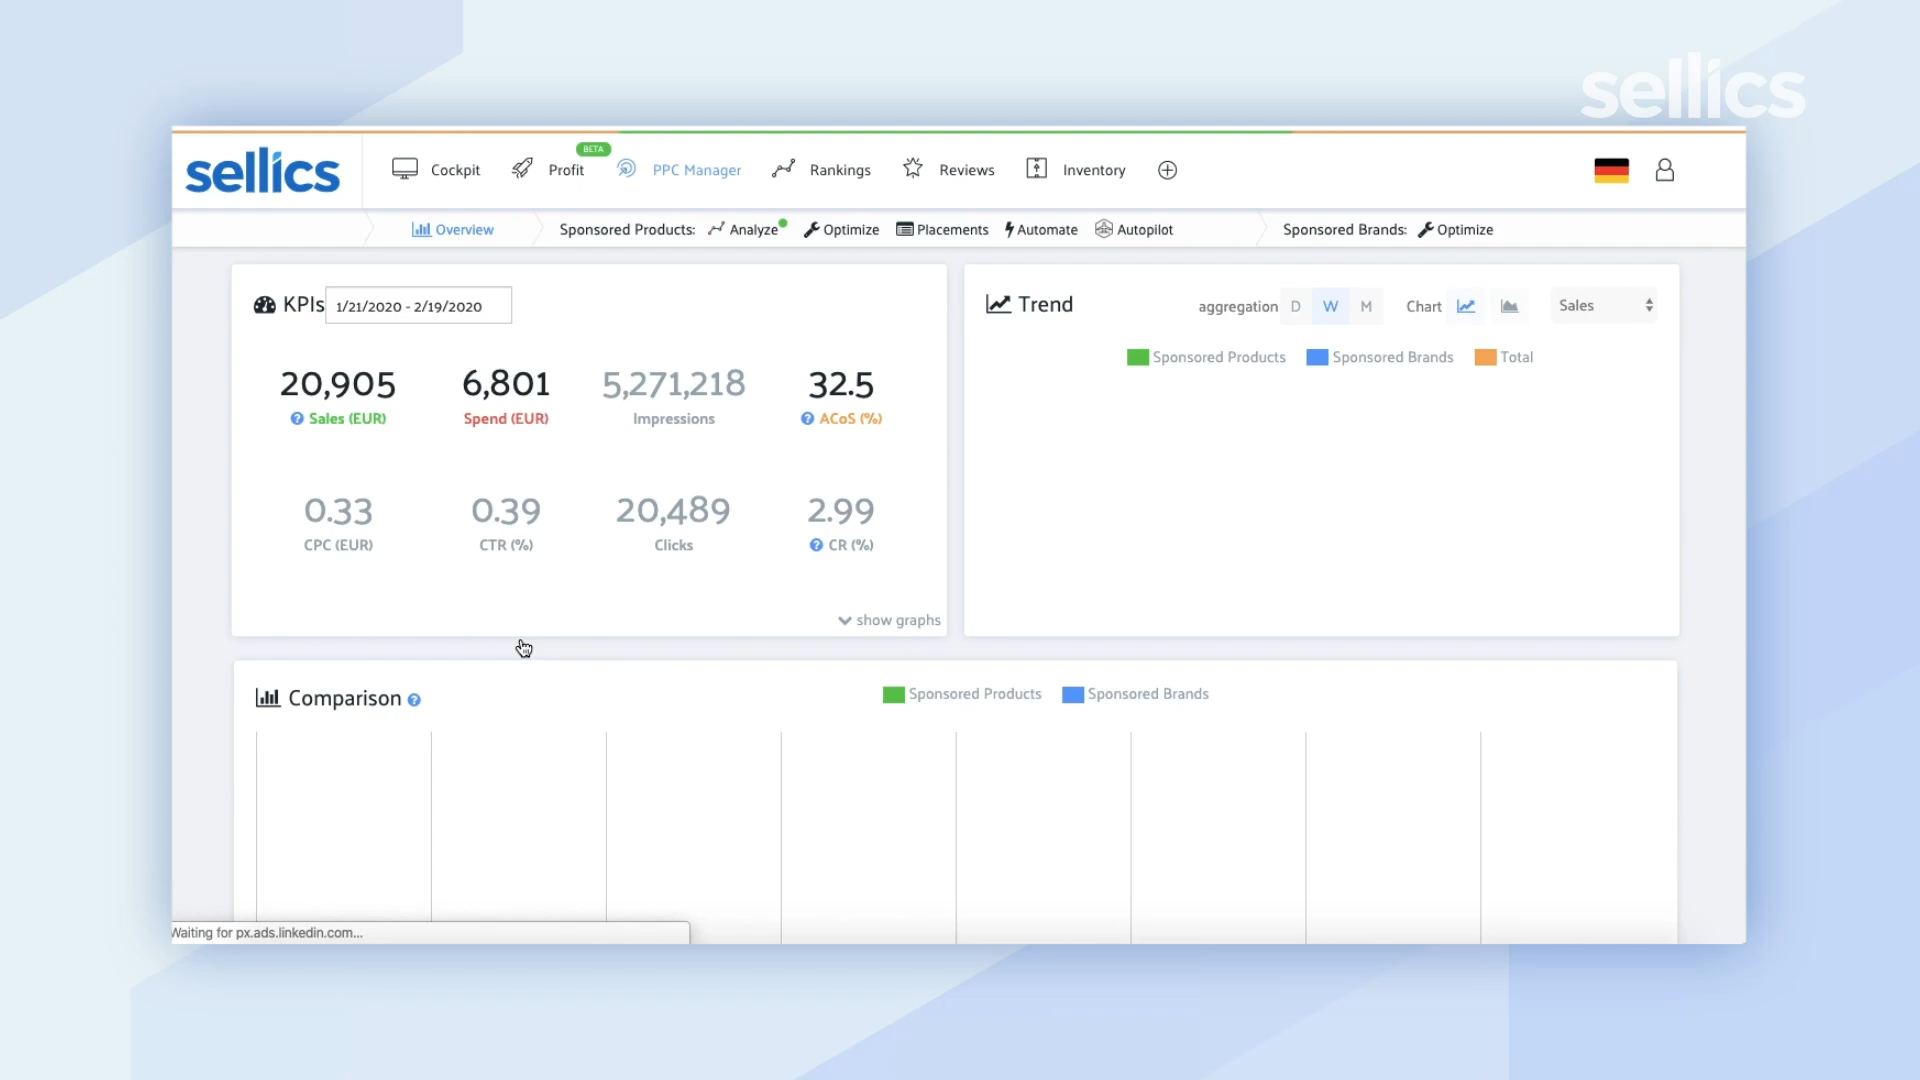 sellics
sellics
Cockpit
Profit
BETA
PPC Manager
Rankings
Reviews
Inventory
Overview
Sponsored Products:
Analyze
Optimize
Placements
Automate
Autopilot
Sponsored Brands:
Optimize
KPIs
1/21/2020 - 2/19/2020
20,905
6,801
5,271,218
32.5
? Sales (EUR)
Spend (EUR)
Impressions
? ACoS (%)
0.33
0.39
20,489
2.99
CPC (EUR)
CTR (%)
Clicks
? CR (%)
show graphs
Trend
aggregation
D
W
M
Chart
Sales
Sponsored Products
Sponsored Brands
Total
Comparison ?
Sponsored Products
Sponsored Brands
Waiting for px.ads.linkedin.com...